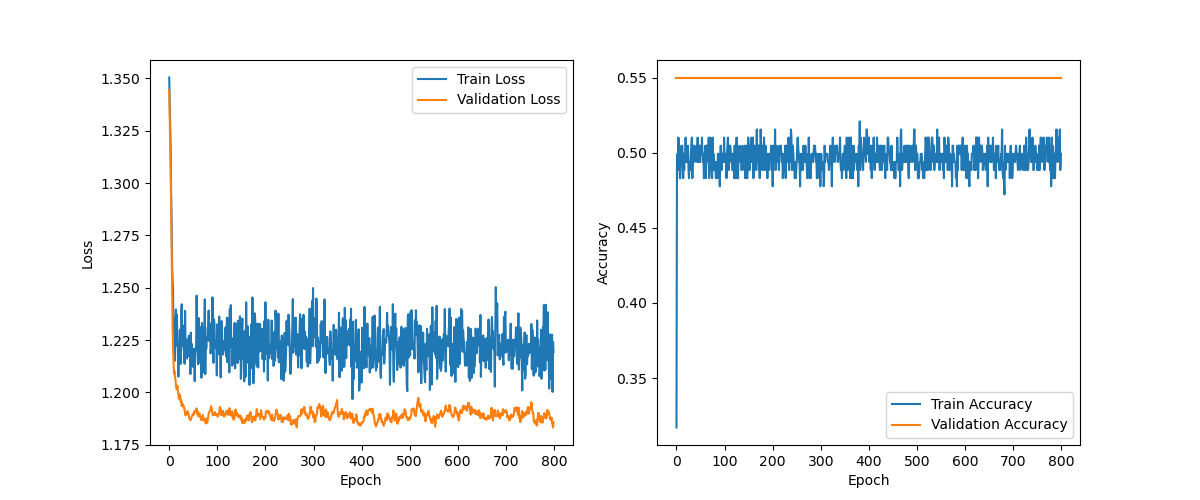 1.350
1.325
1.300
1.275
1.250
1.225
1.200
1.175
Loss
0 100 200 300 400 500 600 700 800
Epoch
Train Loss
Validation Loss
0.55
0.50
0.45
0.40
0.35
Accuracy
0 100 200 300 400 500 600 700 800
Epoch
Train Accuracy
Validation Accuracy